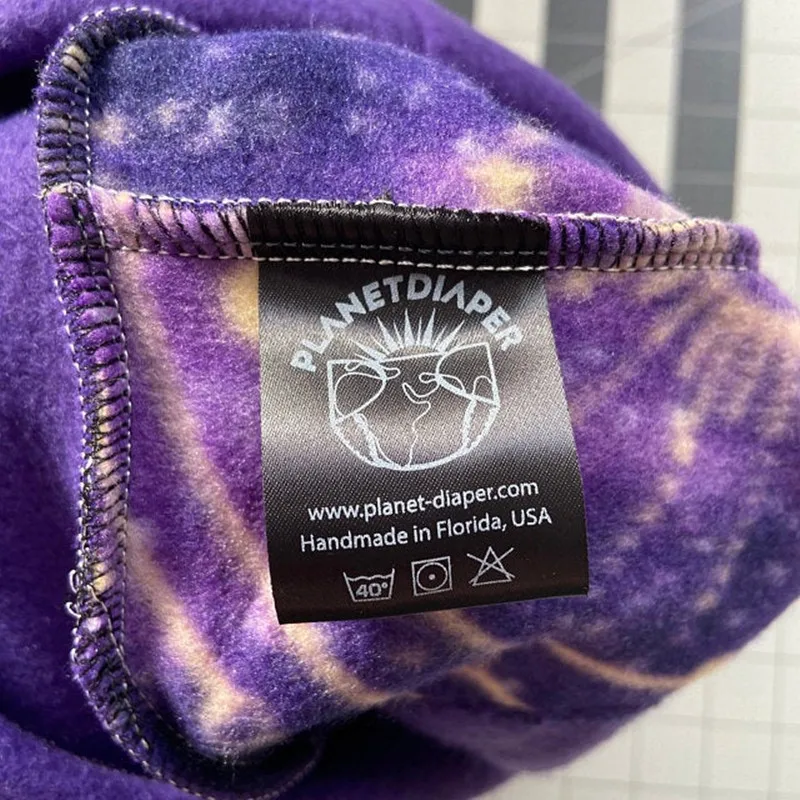 PLANETDIAPER
www.planet-diaper.com
Handmade in Florida, USA
40°